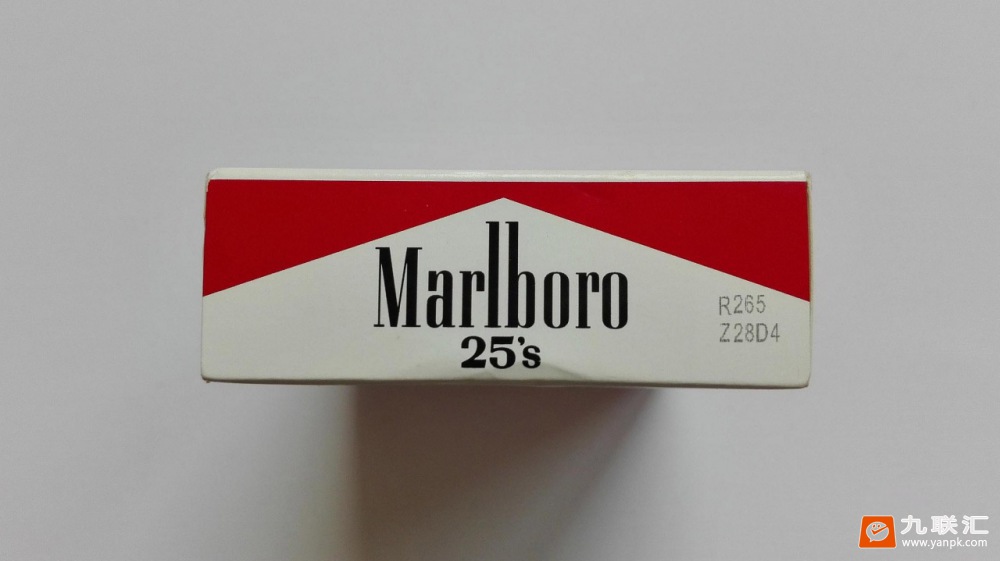 Marlboro
25's
R265
Z28D4
九联汇
www.yanpk.com